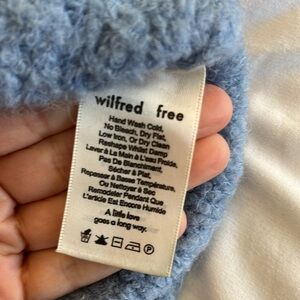 wilfred free
Hand Wash Cold.
No Bleach, Dry Flat,
Low Iron, Or Dry Clean
Reshape Whilst Damp
Laver À La Main À L'eau Froide.
Pas De Blanchiment,
Sécher À Plat,
Repasser À Basse Température,
Ou Nettoyer À Sec
Remodeler Pendant Que
L'article Est Encore Humide
A little love
goes a long way.
P